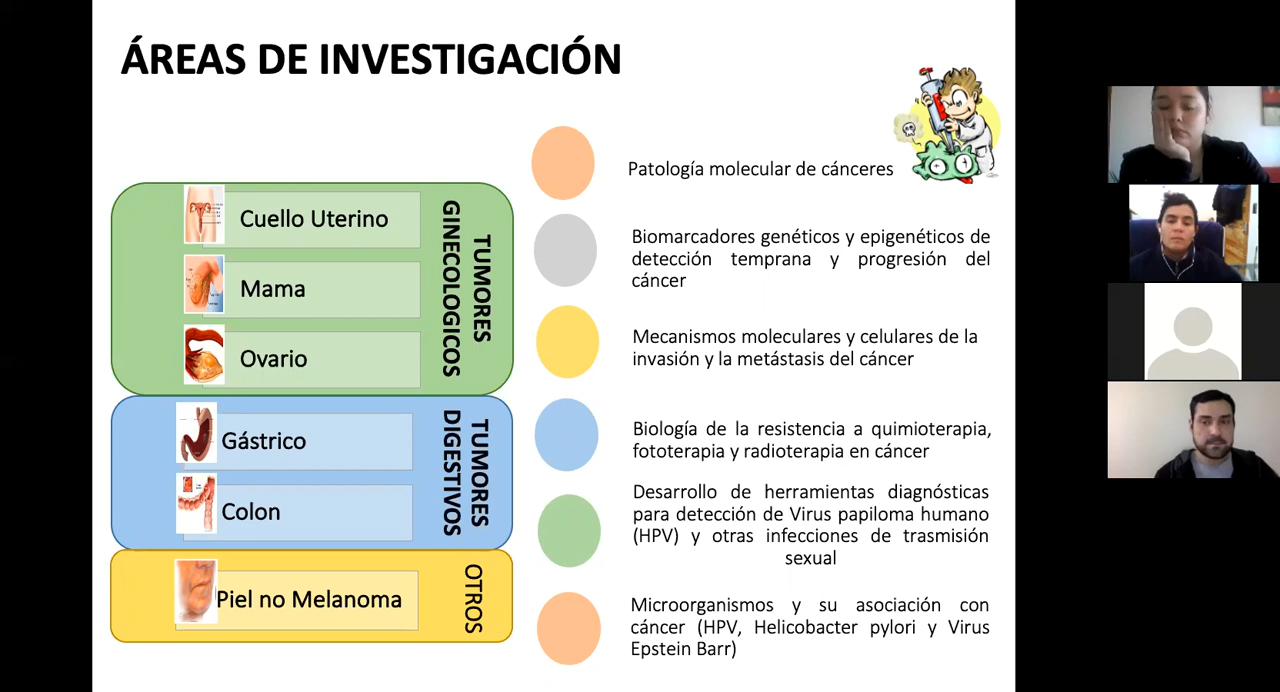 ÁREAS DE INVESTIGACIÓN
Cuello Uterino
Mama
Ovario
TUMORES
GINECOLOGICOS
Gástrico
Colon
TUMORES
DIGESTIVOS
Piel no Melanoma
OTROS
Patología molecular de cánceres
Biomarcadores genéticos y epigenéticos de
detección temprana y progresión del
cáncer
Mecanismos moleculares y celulares de la
invasión y la metástasis del cáncer
Biología de la resistencia a quimioterapia,
fototerapia y radioterapia en cáncer
Desarrollo de herramientas diagnósticas
para detección de Virus papiloma humano
(HPV) y otras infecciones de trasmisión
sexual
Microorganismos y su asociación con
cáncer (HPV, Helicobacter pylori y Virus
Epstein Barr)